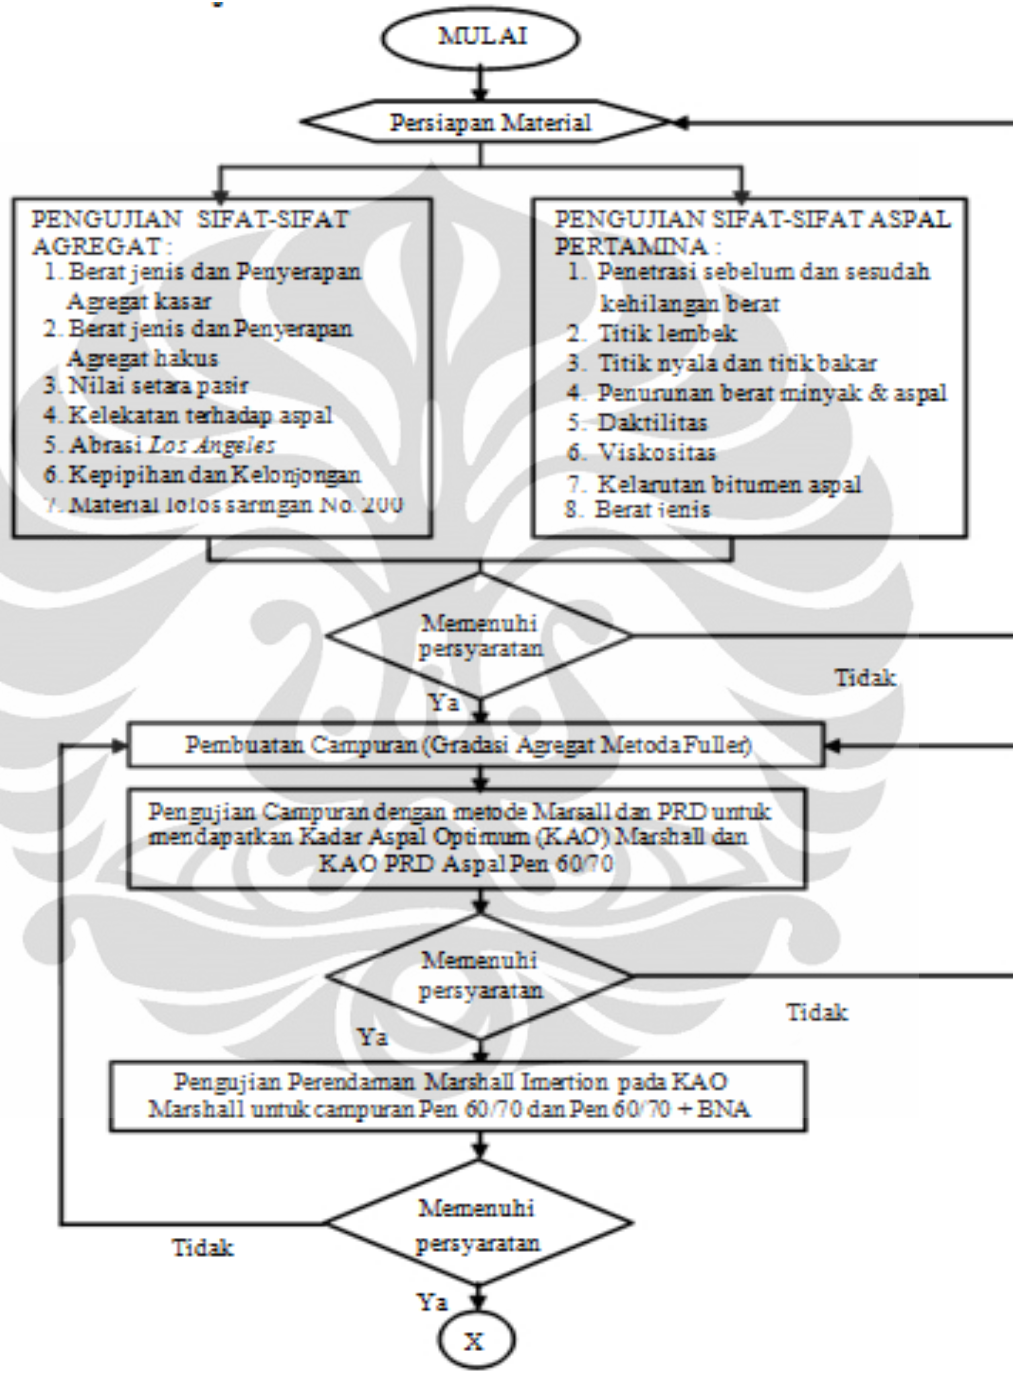 MULAI
Persiapan Material
PENGUJIAN SIFAT-SIFAT
AGREGAT :
1. Berat jenis dan Penyerapan
Agregat kasar
2. Berat jenis dan Penyerapan
Agregat hakus
3. Nilai setara pasir
4. Kelekatan terhadap aspal
5. Abrasi Los Angeles
6. Kepipihan dan Kelonjongan
7. Material lolos saringan No. 200
PENGUJIAN SIFAT-SIFAT ASPAL
PERTAMINA :
1. Penetrasi sebelum dan sesudah
kehilangan berat
2. Titik lembek
3. Titik nyala dan titik bakar
4. Penurunan berat minyak & aspal
5. Daktilitas
6. Viskositas
7. Kelarutan bitumen aspal
8. Berat jenis
Memenuhi
persyaratan
Tidak
Ya
Pembuatan Campuran (Gradasi Agregat Metoda Fuller)
Pengujian Campuran dengan metode Marsall dan PRD untuk
mendapatkan Kadar Aspal Optimum (KAO) Marshall dan
KAO PRD Aspal Pen 60/70
Memenuhi
persyaratan
Tidak
Ya
Pengujian Perendaman Marshall Imertion pada KAO
Marshall untuk campuran Pen 60/70 dan Pen 60/70 + BNA
Memenuhi
persyaratan
Tidak
Ya
X